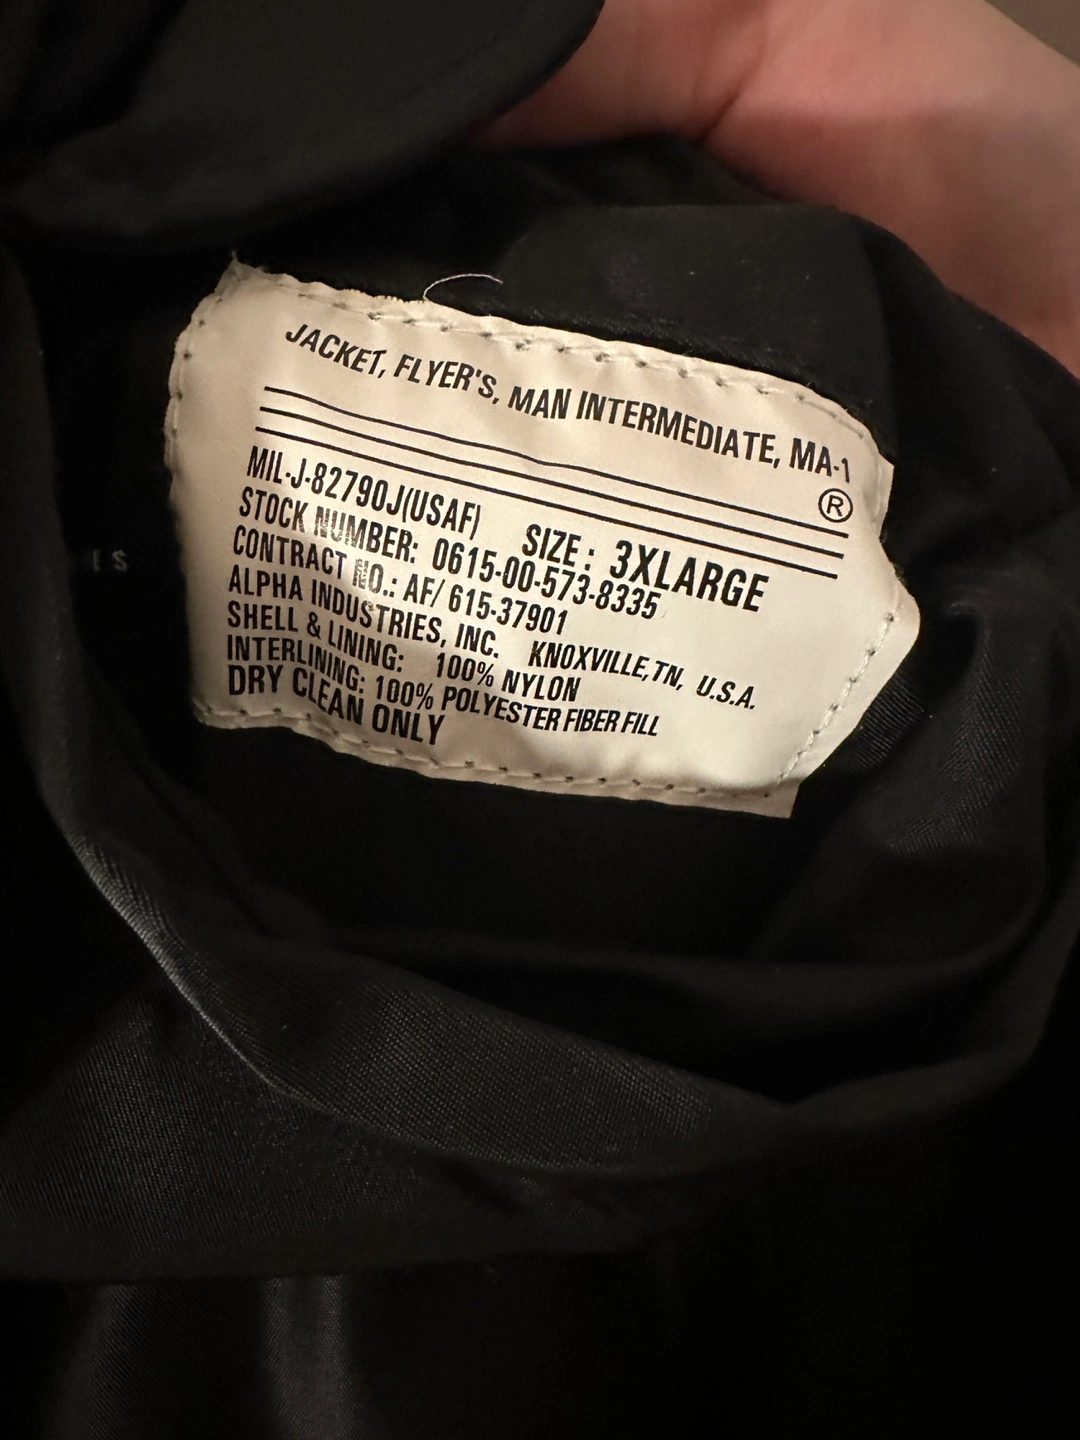 JACKET, FLYER'S, MAN INTERMEDIATE, MA-1
®
MIL-J-82790J(USAF) SIZE: 3XLARGE
STOCK NUMBER: 0615-00-573-8335
CONTRACT NO.: AF/ 615-37901
ALPHA INDUSTRIES, INC. KNOXVILLE, TN, U.S.A.
SHELL & LINING: 100% NYLON
INTERLINING: 100% POLYESTER FIBER FILL
DRY CLEAN ONLY